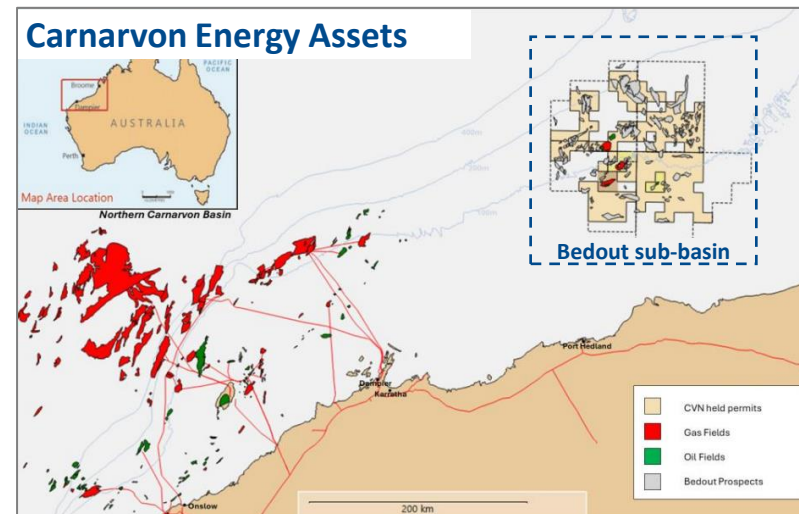 Carnarvon Energy Assets
PACIFIC
OCEAN
Broome
Dampier
INDIAN
OCEAN
AUSTRALIA
Perth
Map Area Location
Northern Carnarvon Basin
Bedout sub-basin
Port Hedland
Dampier
Karratha
Onslow
CVN held permits
Gas Fields
Oil Fields
Bedout Prospects
200 km